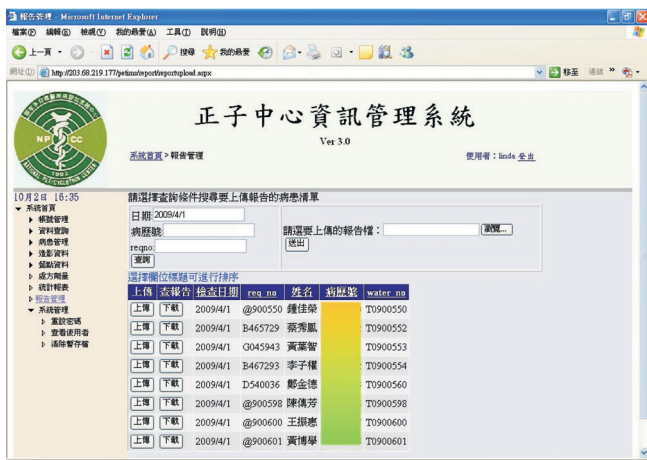 報告管理 - Microsoft Internet Explorer
檔案(F) 編輯(E) 檢視(V) 我的最愛(A) 工具(T) 說明(H)
上一頁 搜尋 我的最愛
網址(D) http://203.68.219.177/petims/report/reportupload.aspx 移至 連結 »
NP CC
NATIONAL PET/CYCLOTRON CENTER
1992
正子中心資訊管理系統
Ver 3.0
系統首頁 > 報告管理 使用者：linda 登出
10月2日 16:35
系統首頁
帳號管理
資料查詢
病患管理
造影資料
藥點資料
處方劑量
統計報表
報告管理
系統管理
重設密碼
查看使用者
清除暫存檔
請選擇查詢條件搜尋要上傳報告的病患清單
日期: 2009/4/1
病歷號:
reqno:
查詢
請選要上傳的報告檔： 瀏覽...
送出
選擇欄位標題可進行排序
上傳 查報告 檢查日期 req_no 姓名 病歷號 water_no
上傳 下載 2009/4/1 @900550 鍾佳榮 T0900550
上傳 下載 2009/4/1 B465729 蔡秀鳳 T0900552
上傳 下載 2009/4/1 G045943 黃葉智 T0900553
上傳 下載 2009/4/1 B467293 李子權 T0900554
上傳 下載 2009/4/1 D540036 鄭金德 T0900560
上傳 下載 2009/4/1 @900598 陳傳芳 T0900598
上傳 下載 2009/4/1 @900600 王振惠 T0900600
上傳 下載 2009/4/1 @900601 黃博學 T0900601